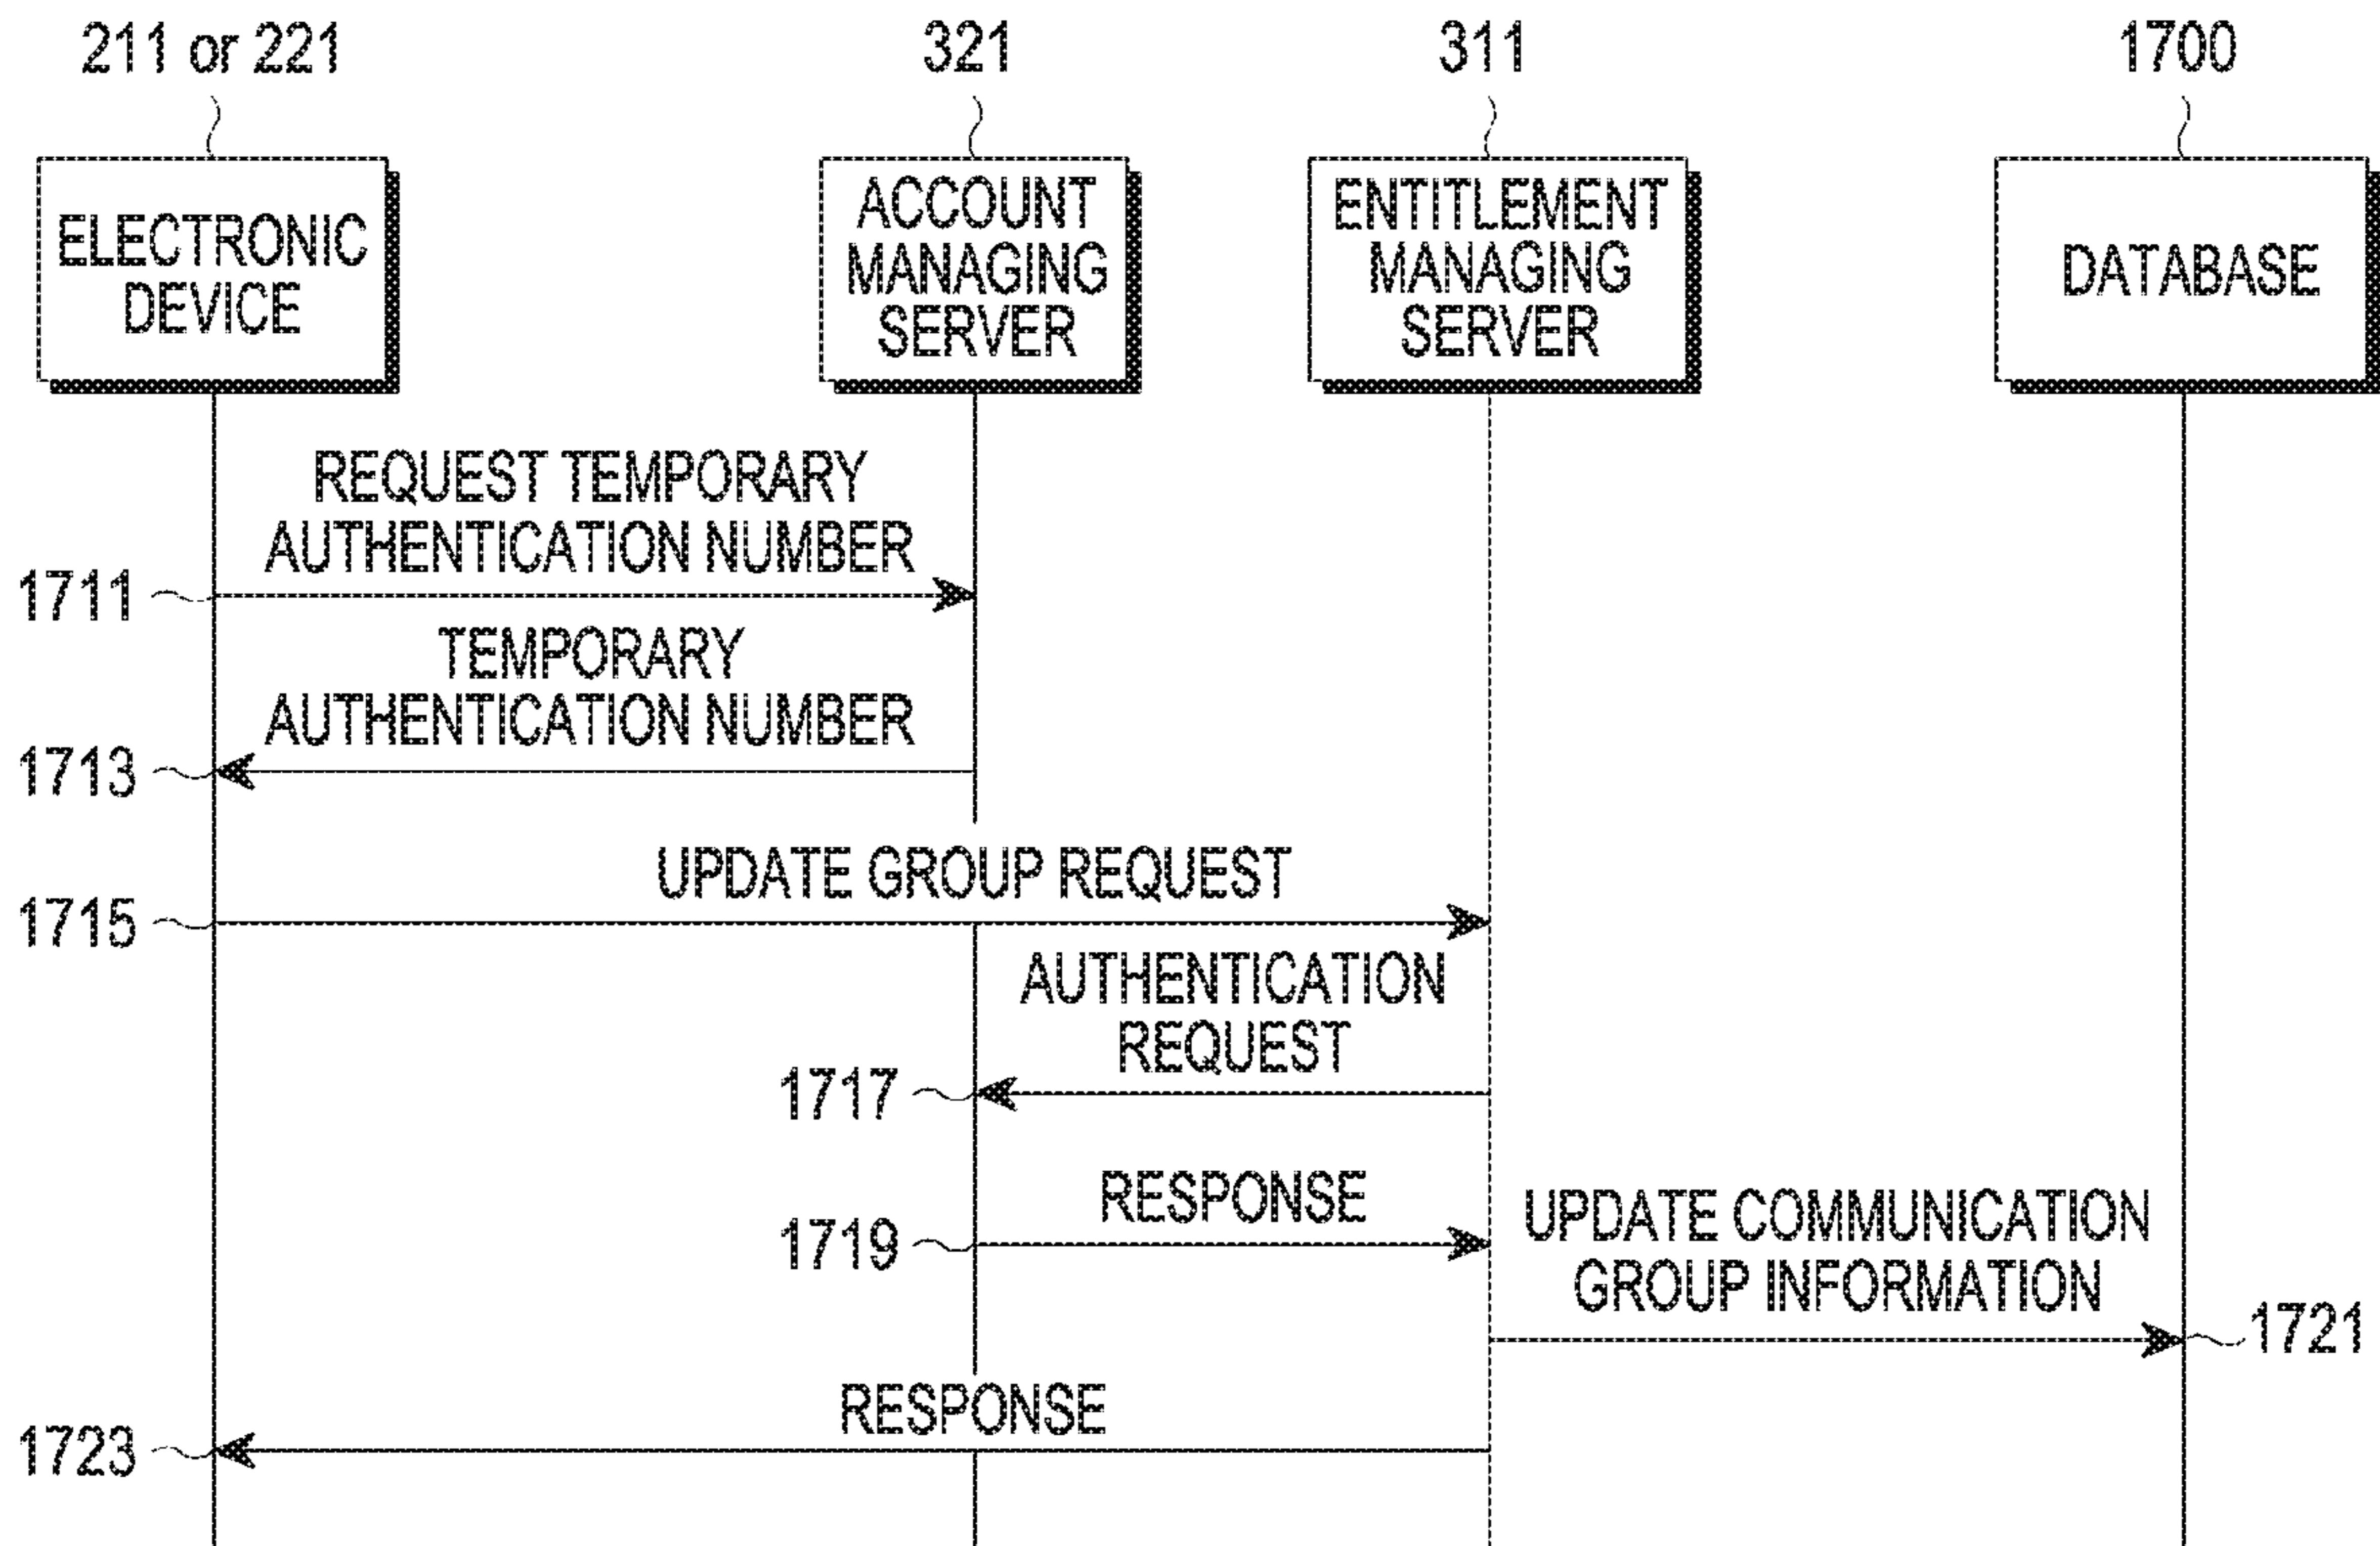 211 or 221
321
311
1700
ELECTRONIC
DEVICE
ACCOUNT
MANAGING
SERVER
ENTITLEMENT
MANAGING
SERVER
DATABASE
REQUEST TEMPORARY
AUTHENTICATION NUMBER
1711
TEMPORARY
AUTHENTICATION NUMBER
1713
UPDATE GROUP REQUEST
1715
AUTHENTICATION
REQUEST
1717
RESPONSE
1719
UPDATE COMMUNICATION
GROUP INFORMATION
1721
RESPONSE
1723